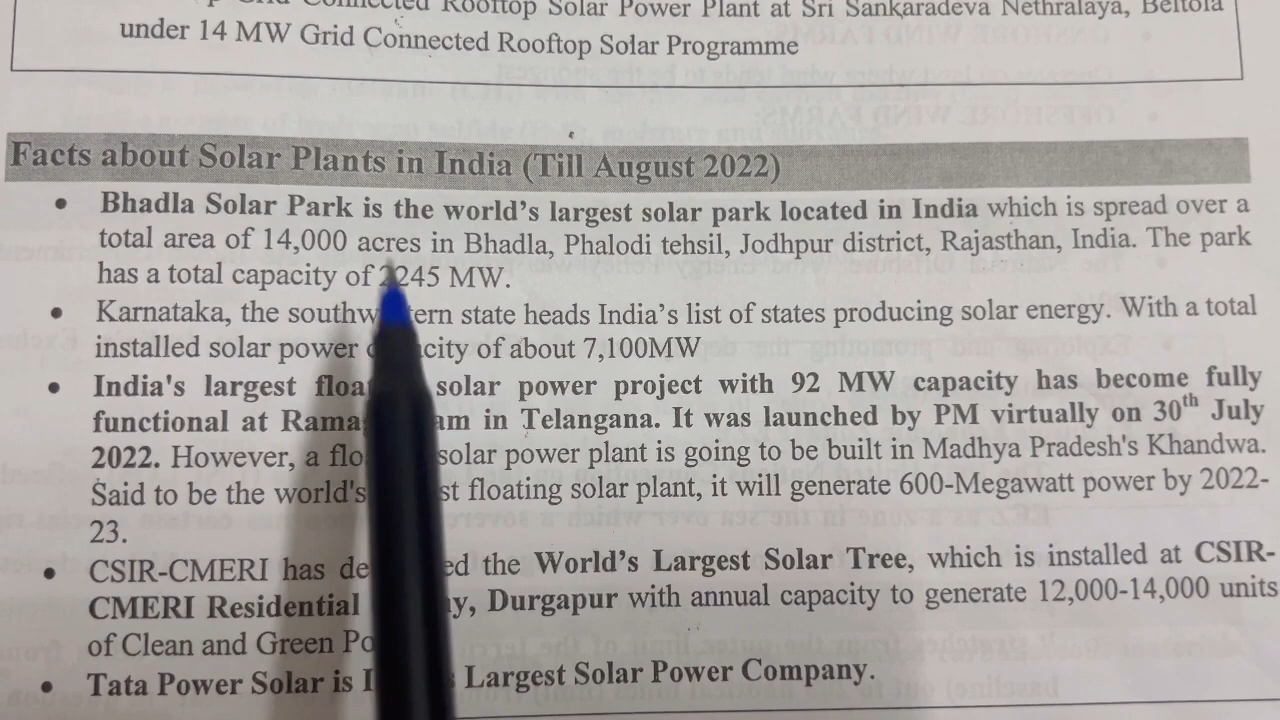 Connected Rooftop Solar Power Plant at Sri Sankaradeva Nethralaya, Beltola
under 14 MW Grid Connected Rooftop Solar Programme
Facts about Solar Plants in India (Till August 2022)
• Bhadla Solar Park is the world's largest solar park located in India which is spread over a
total area of 14,000 acres in Bhadla, Phalodi tehsil, Jodhpur district, Rajasthan, India. The park
has a total capacity of 2245 MW.
• Karnataka, the southwestern state heads India's list of states producing solar energy. With a total
installed solar power capacity of about 7,100MW
• India's largest floating solar power project with 92 MW capacity has become fully
functional at in Telangana. It was launched by PM virtually on 30th July
2022. However, a floating solar power plant is going to be built in Madhya Pradesh's Khandwa.
Said to be the world's floating solar plant, it will generate 600-Megawatt power by 2022-
23.
• CSIR-CMERI has the World's Largest Solar Tree, which is installed at CSIR-
CMERI Residential Durgapur with annual capacity to generate 12,000-14,000 units
of Clean and Green
• Tata Power Solar is Largest Solar Power Company.